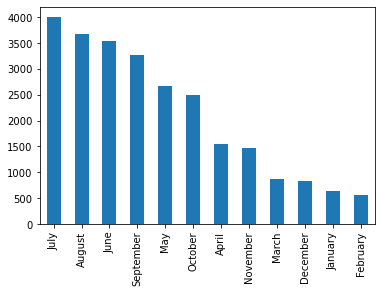 4000
3500
3000
2500
2000
1500
1000
500
0
July
August
June
September
May
October
April
November
March
December
January
February